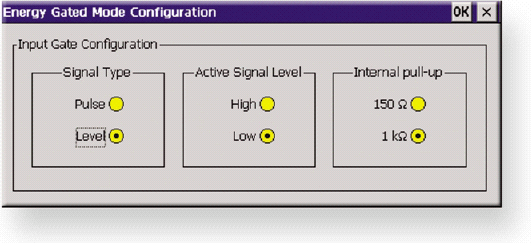 Energy Gated Mode Configuration OK ×
Input Gate Configuration
Signal Type
Pulse
Level
Active Signal Level
High
Low
Internal pull-up
150 Ω
1 kΩ